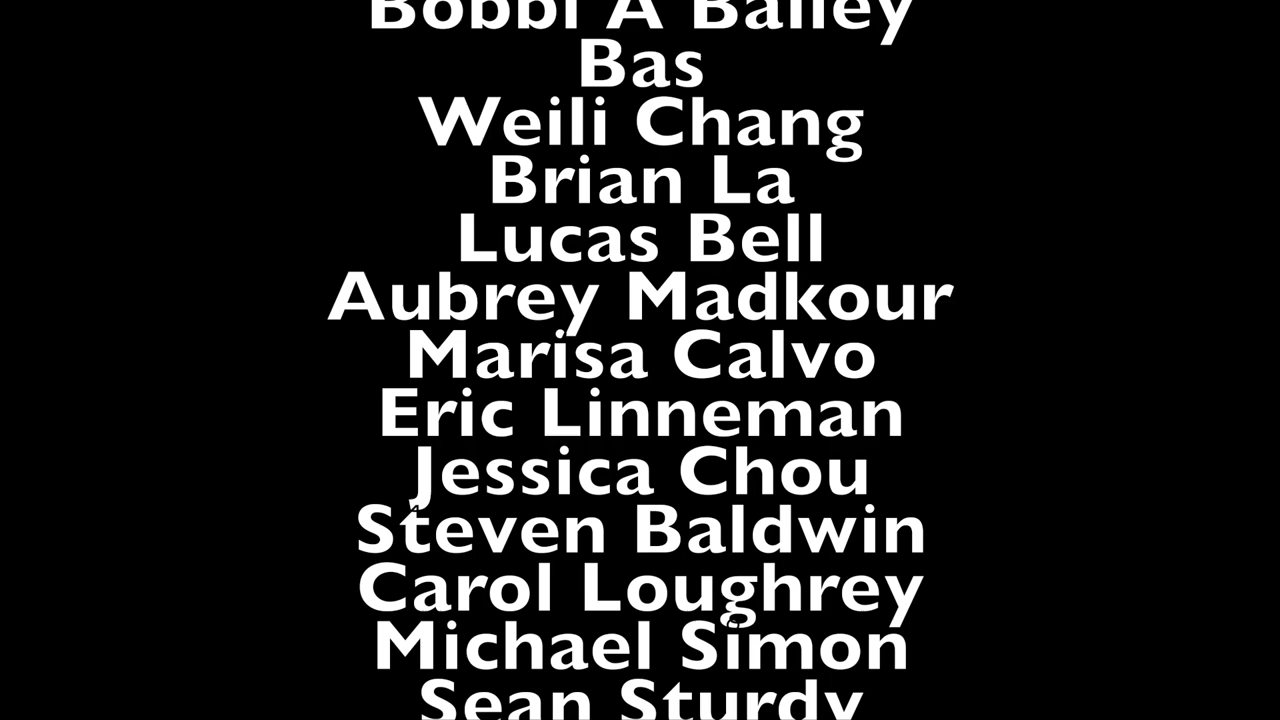 Bobbi A Bailey
Bas
Weili Chang
Brian La
Lucas Bell
Aubrey Madkour
Marisa Calvo
Eric Linneman
Jessica Chou
Steven Baldwin
Carol Loughrey
Michael Simon
Sean Sturdy